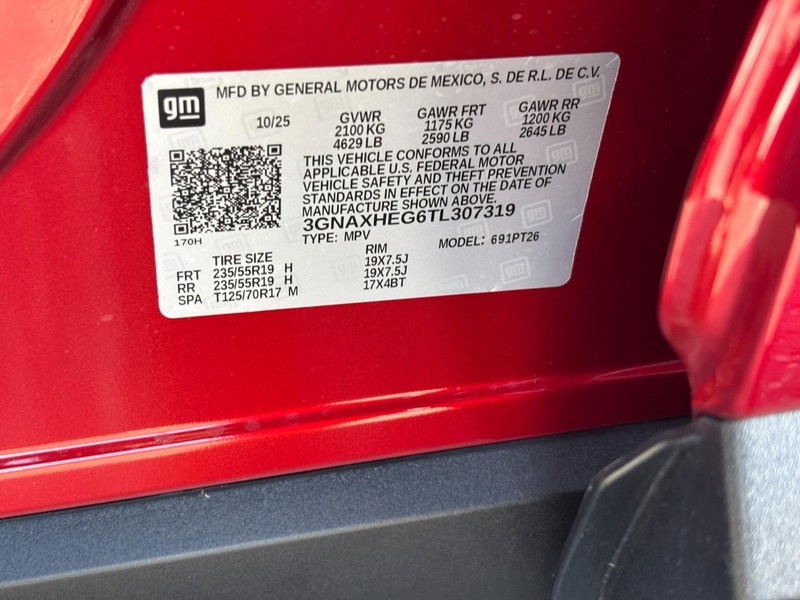 gm
MFD BY GENERAL MOTORS DE MEXICO, S. DE R.L. DE C.V.
10/25 GVWR GAWR FRT GAWR RR
2100 KG 1175 KG 1200 KG
4629 LB 2590 LB 2645 LB
THIS VEHICLE CONFORMS TO ALL
APPLICABLE U.S. FEDERAL MOTOR
VEHICLE SAFETY AND THEFT PREVENTION
STANDARDS IN EFFECT ON THE DATE OF
MANUFACTURE SHOWN ABOVE.
3GNAXHEG6TL307319
170H
TYPE: MPV MODEL: 691PT26
TIRE SIZE RIM
FRT 235/55R19 H 19X7.5J
RR 235/55R19 H 19X7.5J
SPA T125/70R17 M 17X4BT